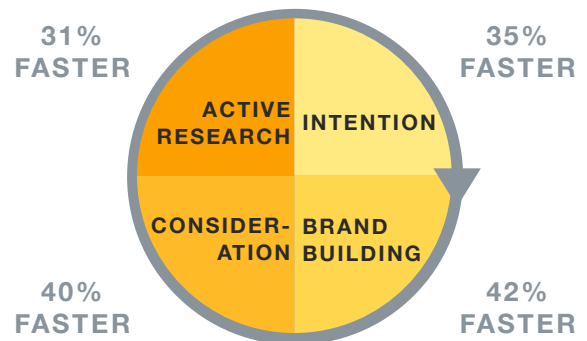 31%
FASTER
35%
FASTER
ACTIVE
RESEARCH
INTENTION
CONSIDER-
ATION
BRAND
BUILDING
40%
FASTER
42%
FASTER